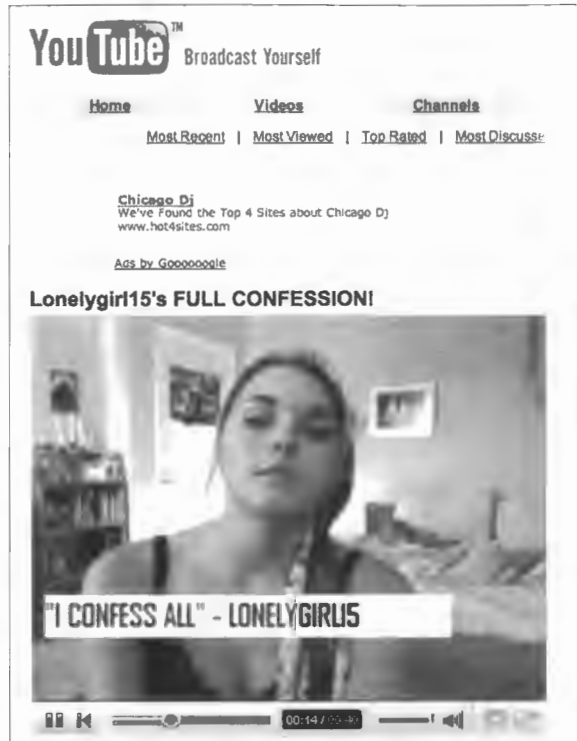 YouTube™ Broadcast Yourself
Home Videos Channels
Most Recent | Most Viewed | Top Rated | Most Discusse
Chicago Dj
We've Found the Top 4 Sites about Chicago Dj
www.hot4sites.com
Ads by Goooooogle
Lonelygirl15's FULL CONFESSION!
"I CONFESS ALL" - LONELYGIRL15
00:14 /